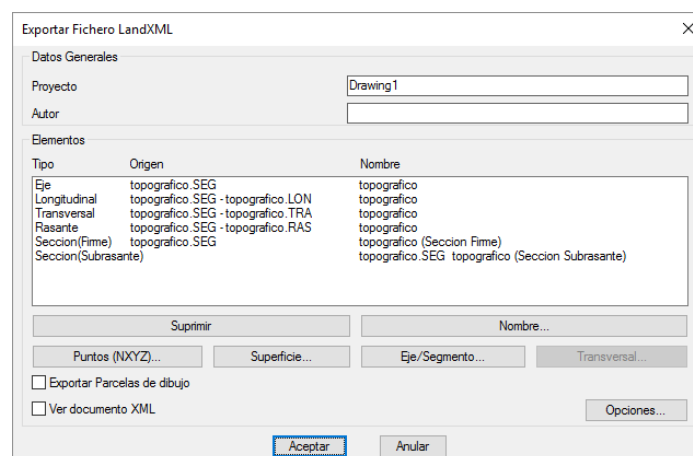 Exportar Fichero LandXML
Datos Generales
Proyecto Drawing1
Autor
Elementos
Tipo Origen Nombre
Eje topografico.SEG topografico
Longitudinal topografico.SEG - topografico.LON topografico
Transversal topografico.SEG - topografico.TRA topografico
Rasante topografico.SEG - topografico.RAS topografico
Seccion(Firme) topografico.SEG topografico (Seccion Firme)
Seccion(Subrasante) topografico.SEG topografico (Seccion Subrasante)
Suprimir Nombre...
Puntos (NXYZ)... Superficie... Eje/Segmento... Transversal...
Exportar Parcelas de dibujo
Ver documento XML Opciones...
Aceptar Anular